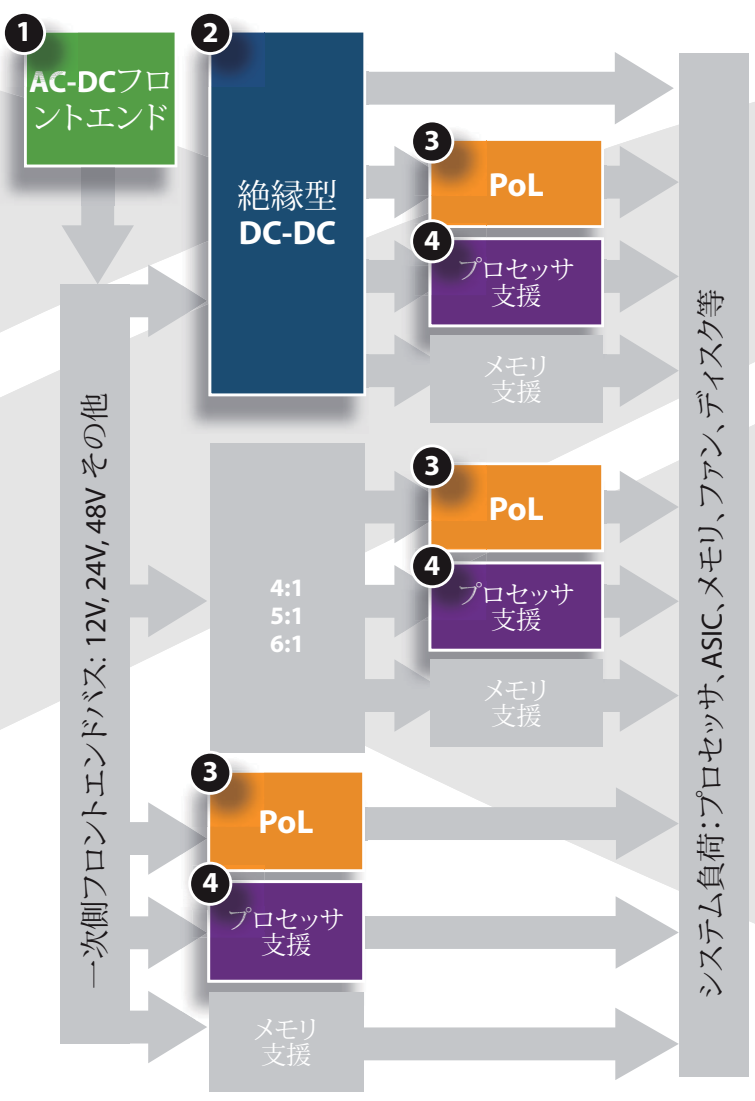 1
AC-DCフロ
ントエンド
2
絶縁型
DC-DC
3
PoL
4
プロセッサ
支援
メモリ
支援
一次側フロントエンドバス: 12V, 24V, 48V その他
4:1
5:1
6:1
3
PoL
4
プロセッサ
支援
メモリ
支援
3
PoL
4
プロセッサ
支援
メモリ
支援
システム負荷：プロセッサ、ASIC、メモリ、ファン、ディスク等